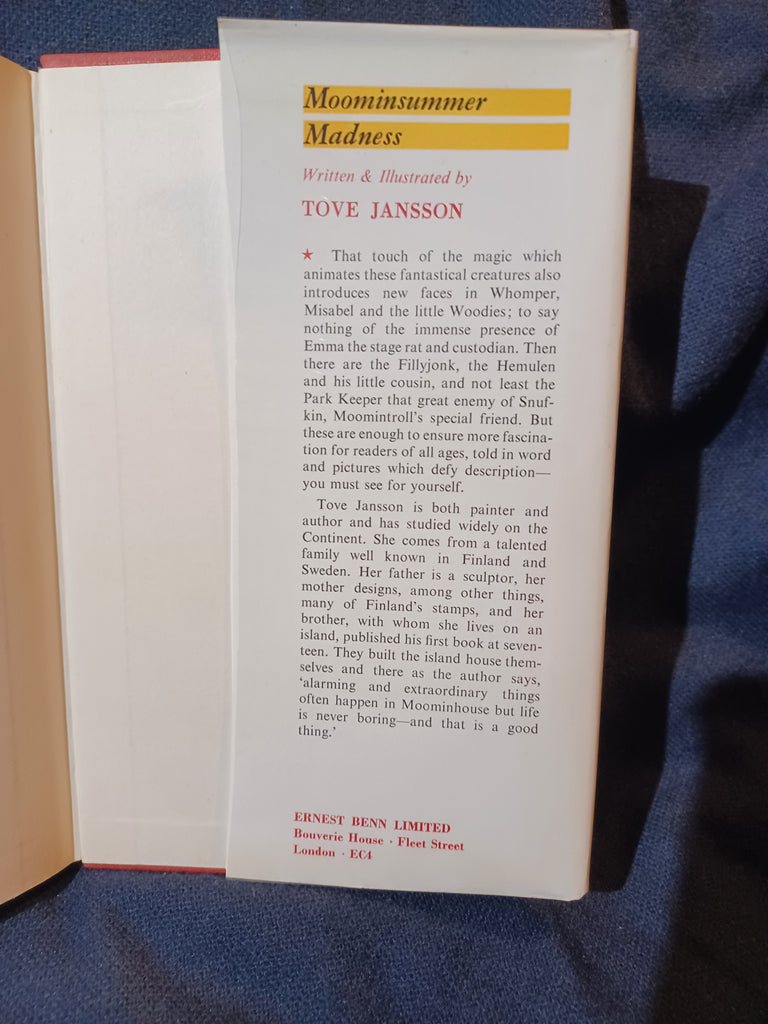 Moominsummer
Madness
Written & Illustrated by
TOVE JANSSON
★ That touch of the magic which
animates these fantastical creatures also
introduces new faces in Whomper,
Misabel and the little Woodies; to say
nothing of the immense presence of
Emma the stage rat and custodian. Then
there are the Fillyjonk, the Hemulen
and his little cousin, and not least the
Park Keeper that great enemy of Snuf-
kin, Moomintroll's special friend. But
these are enough to ensure more fascina-
tion for readers of all ages, told in word
and pictures which defy description—
you must see for yourself.
Tove Jansson is both painter and
author and has studied widely on the
Continent. She comes from a talented
family well known in Finland and
Sweden. Her father is a sculptor, her
mother designs, among other things,
many of Finland's stamps, and her
brother, with whom she lives on an
island, published his first book at seven-
teen. They built the island house them-
selves and there as the author says,
'alarming and extraordinary things
often happen in Moominhouse but life
is never boring—and that is a good
thing.'
ERNEST BENN LIMITED
Bouverie House · Fleet Street
London · EC4